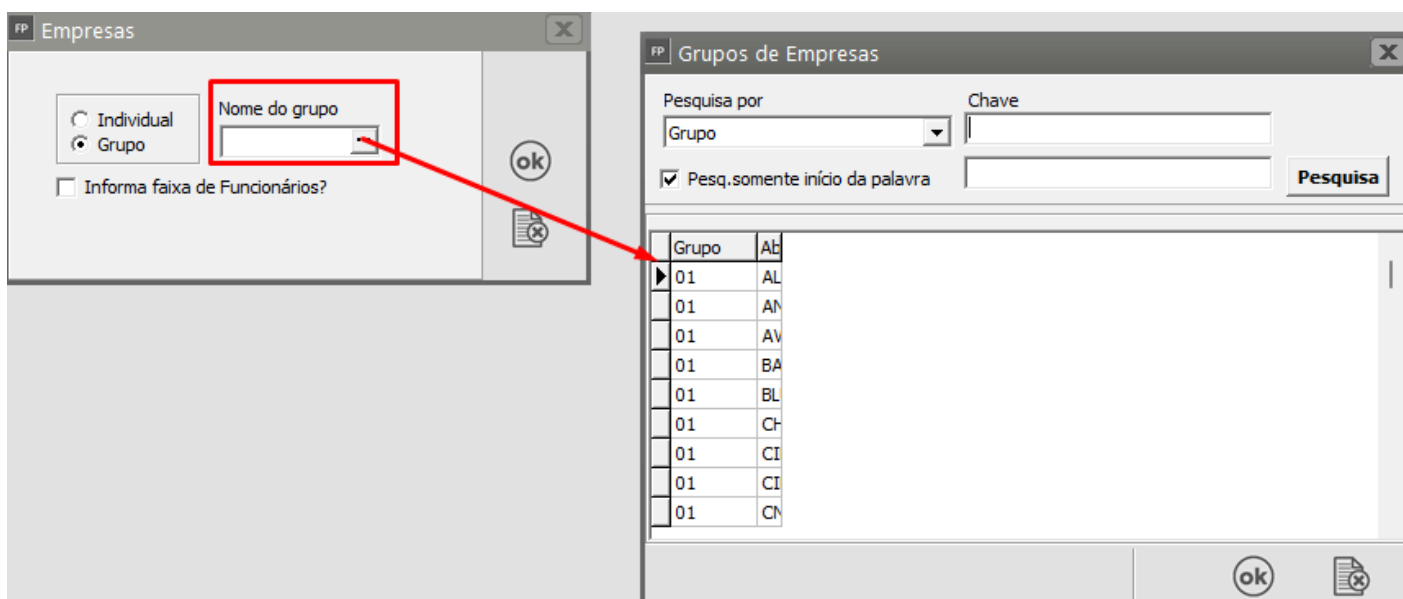 FP Empresas
Individual
Grupo
Nome do grupo
...
Informa faixa de Funcionários?
ok
FP Grupos de Empresas
Pesquisa por
Chave
Grupo
Pesq.somente início da palavra
Pesquisa
Grupo Ab
01 AL
01 AN
01 AV
01 BA
01 BL
01 CH
01 CI
01 CI
01 CN
ok